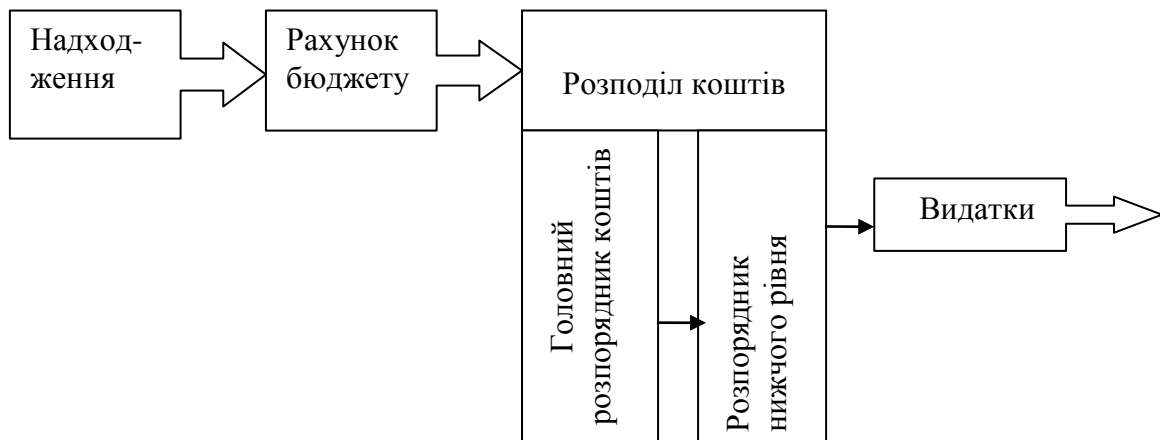 Надход-
ження
Рахунок
бюджету
Розподіл коштів
Головний
розпорядник коштів
Розпорядник
нижчого рівня
Видатки